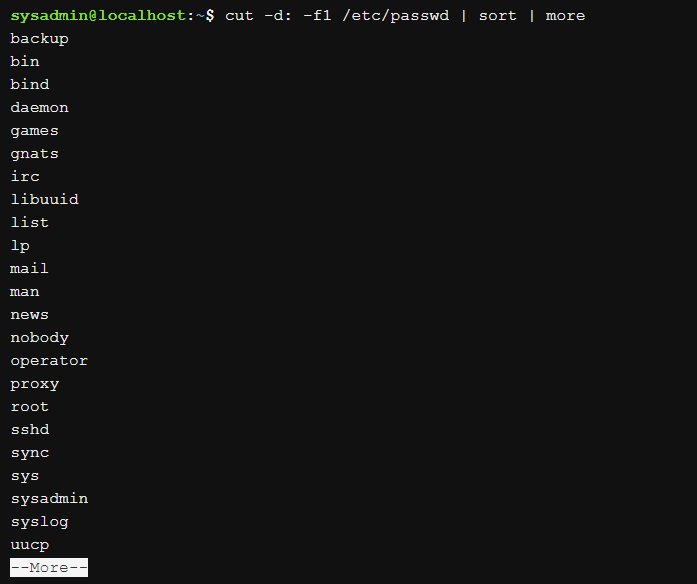 sysadmin@localhost:~$ cut -d: -f1 /etc/passwd | sort | more
backup
bin
bind
daemon
games
gnats
irc
libuuid
list
lp
mail
man
news
nobody
operator
proxy
root
sshd
sync
sys
sysadmin
syslog
uucp
--More--